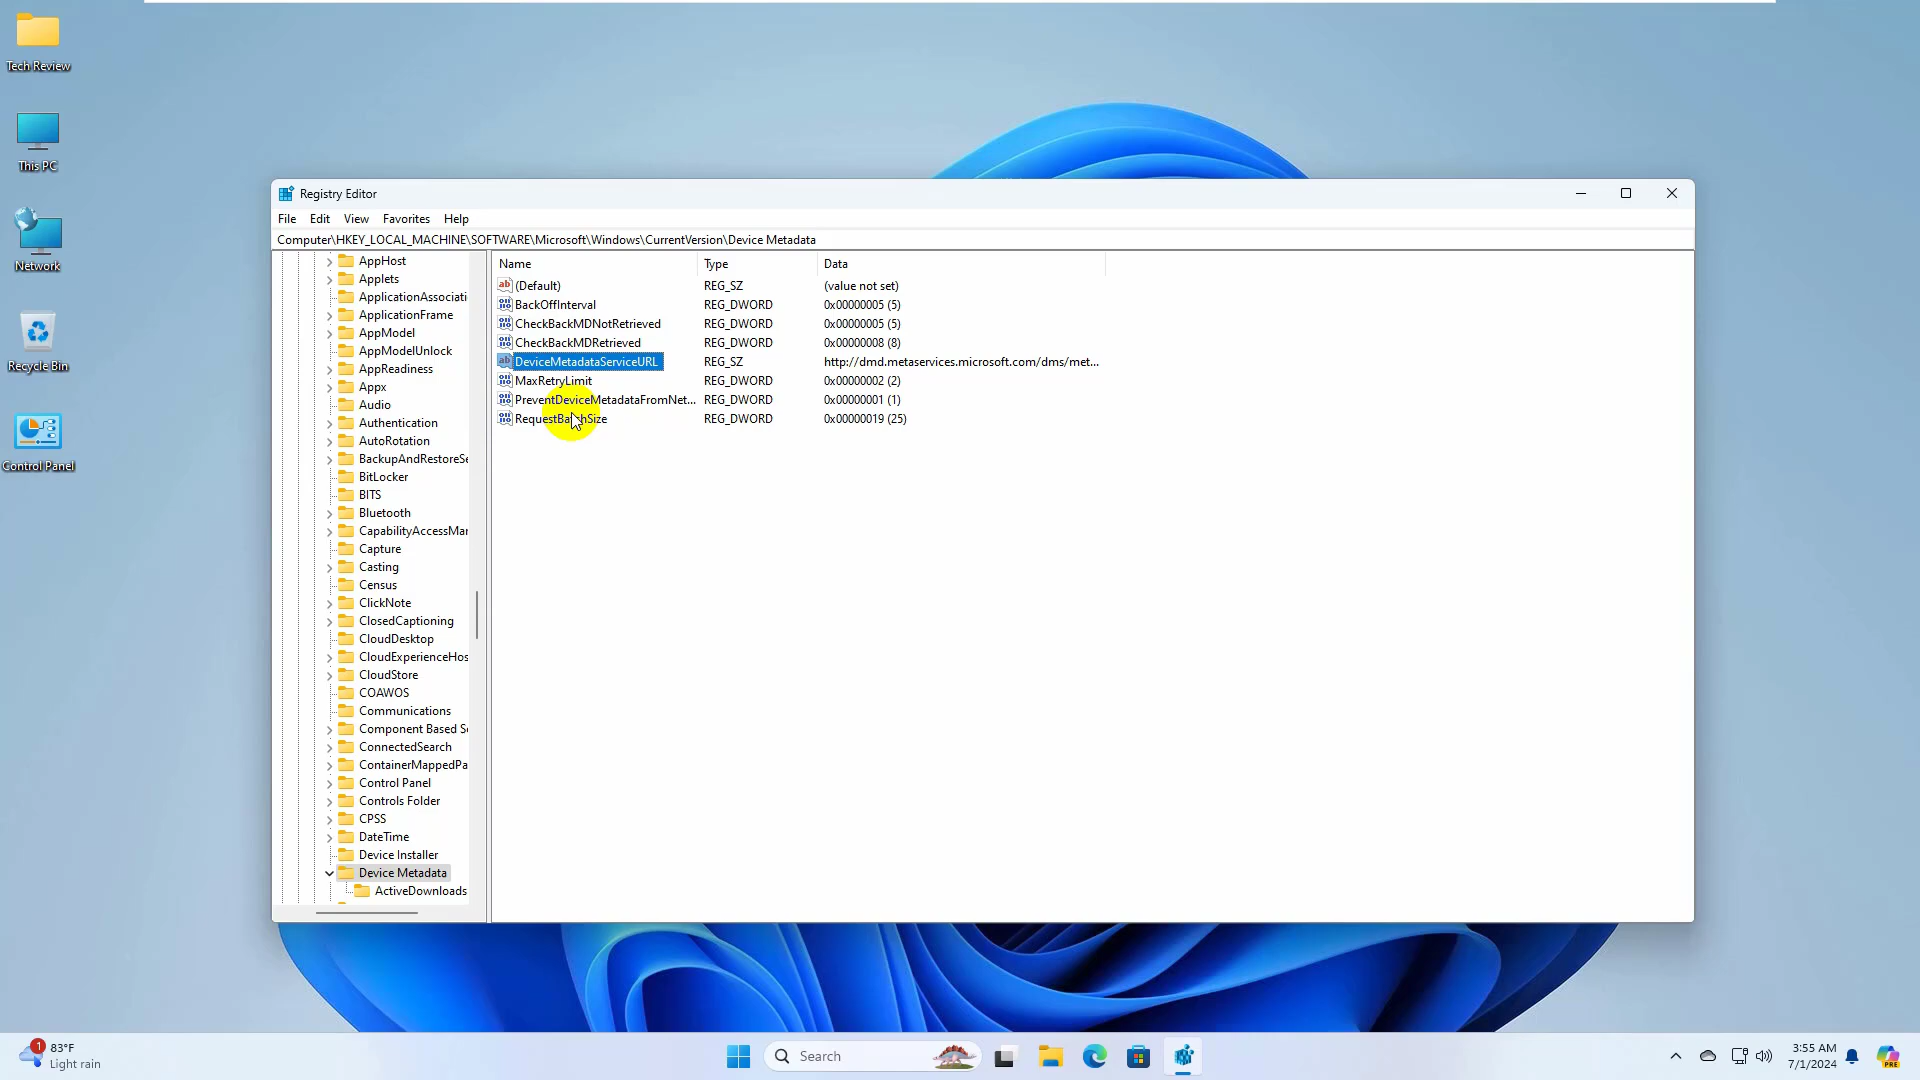 Tech Review
This PC
Network
Recycle Bin
Control Panel
Registry Editor
File Edit View Favorites Help
Computer\HKEY_LOCAL_MACHINE\SOFTWARE\Microsoft\Windows\CurrentVersion\Device Metadata
AppHost
Applets
ApplicationAssociati
ApplicationFrame
AppModel
AppModelUnlock
AppReadiness
Appx
Audio
Authentication
AutoRotation
BackupAndRestoreSe
BitLocker
BITS
Bluetooth
CapabilityAccessMar
Capture
Casting
Census
ClickNote
ClosedCaptioning
CloudDesktop
CloudExperienceHos
CloudStore
COAWOS
Communications
Component Based Se
ConnectedSearch
ContainerMappedPa
Control Panel
Controls Folder
CPSS
DateTime
Device Installer
Device Metadata
ActiveDownloads
Name Type Data
(Default) REG_SZ (value not set)
BackOffInterval REG_DWORD 0x00000005 (5)
CheckBackMDNotRetrieved REG_DWORD 0x00000005 (5)
CheckBackMDRetrieved REG_DWORD 0x00000008 (8)
DeviceMetadataServiceURL REG_SZ http://dmd.metaservices.microsoft.com/dms/met...
MaxRetryLimit REG_DWORD 0x00000002 (2)
PreventDeviceMetadataFromNet... REG_DWORD 0x00000001 (1)
RequestBatchSize REG_DWORD 0x00000019 (25)
1
83°F
Light rain
Search
3:55 AM
7/1/2024
PRE